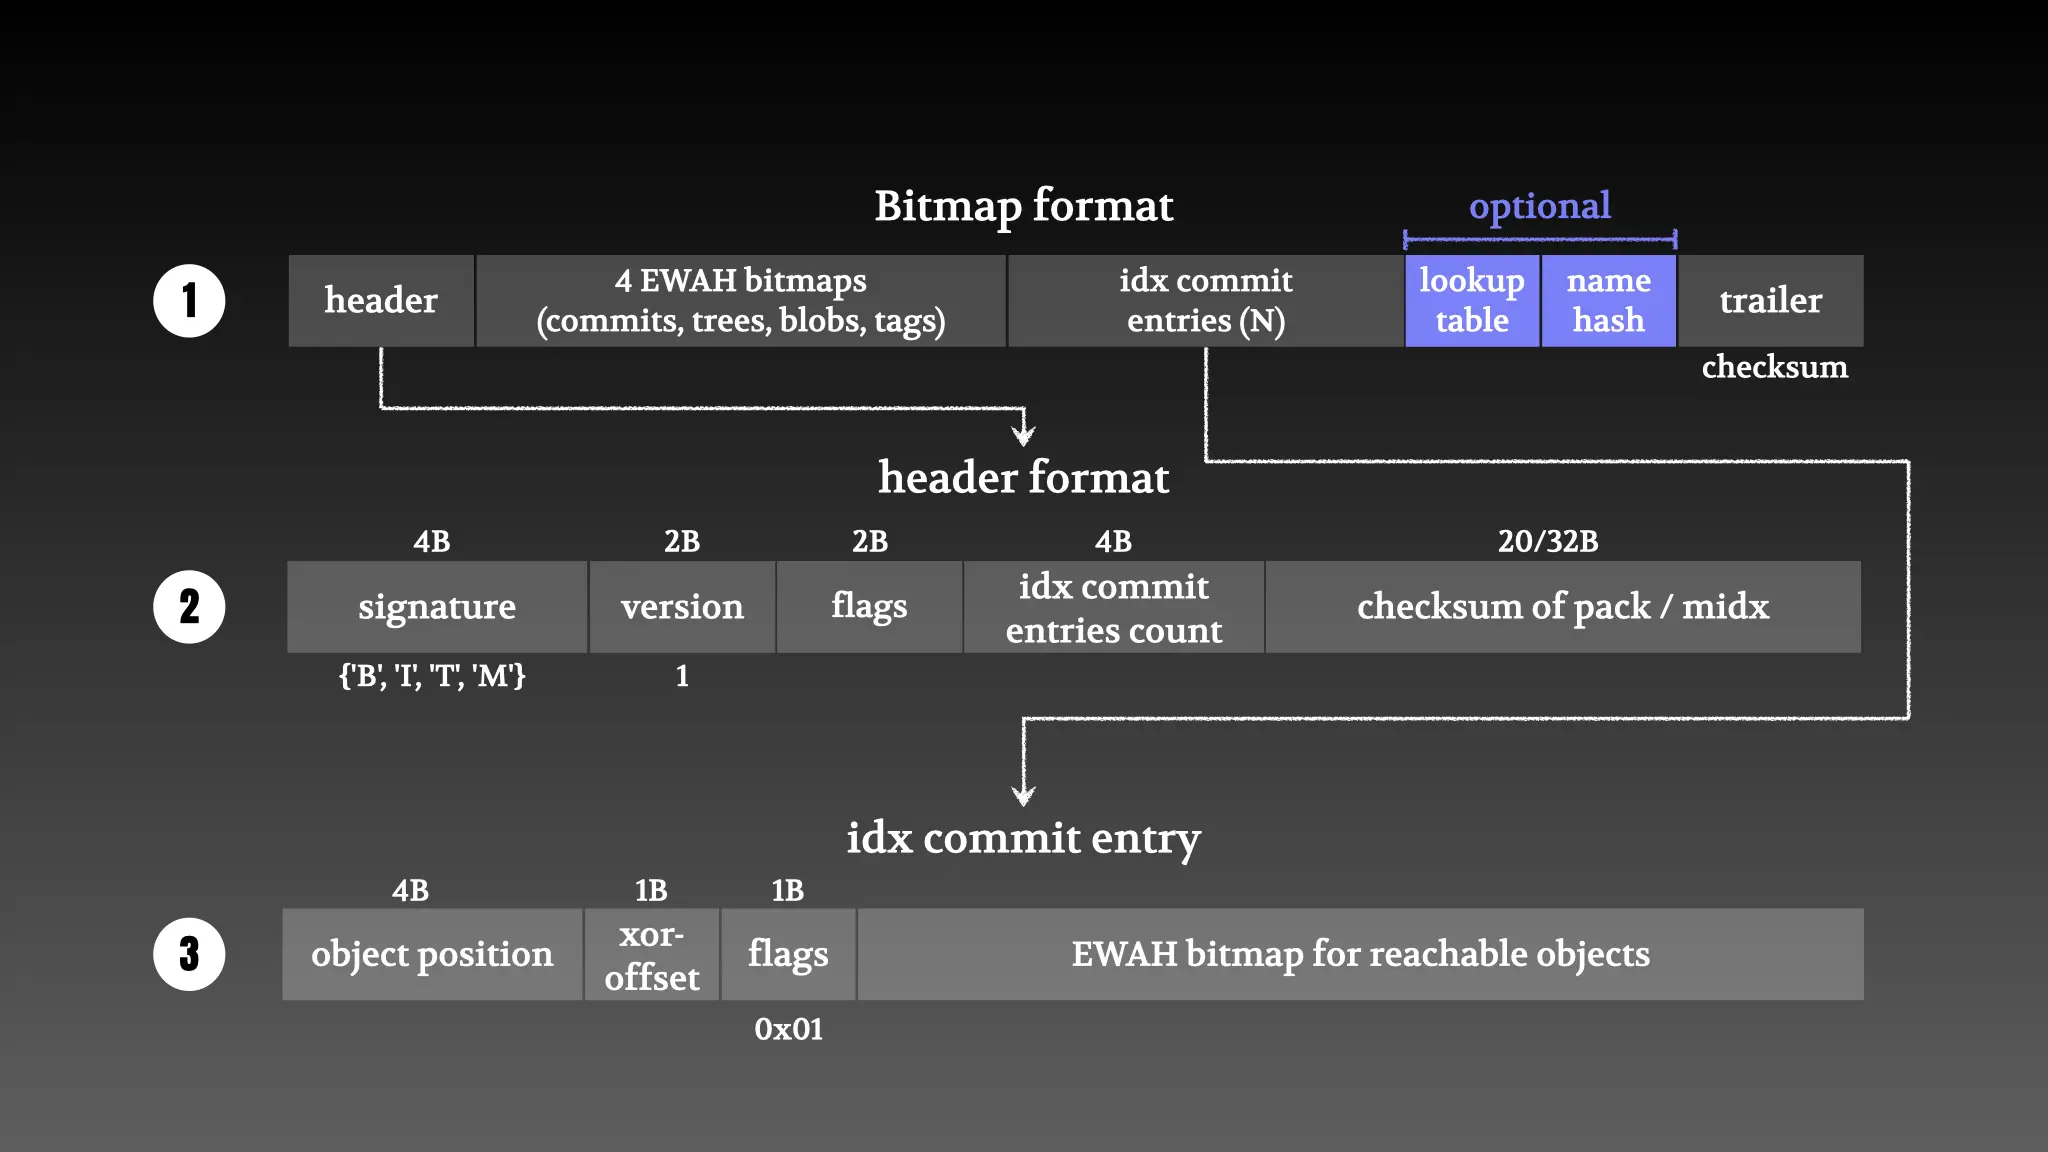 Bitmap format
optional
1
header
4 EWAH bitmaps
(commits, trees, blobs, tags)
idx commit
entries (N)
lookup
table
name
hash
trailer
checksum
header format
4B
2B
2B
4B
20/32B
2
signature
version
flags
idx commit
entries count
checksum of pack / midx
{'B', 'I', 'T', 'M'}
1
idx commit entry
4B
1B
1B
3
object position
xor-
offset
flags
EWAH bitmap for reachable objects
0x01